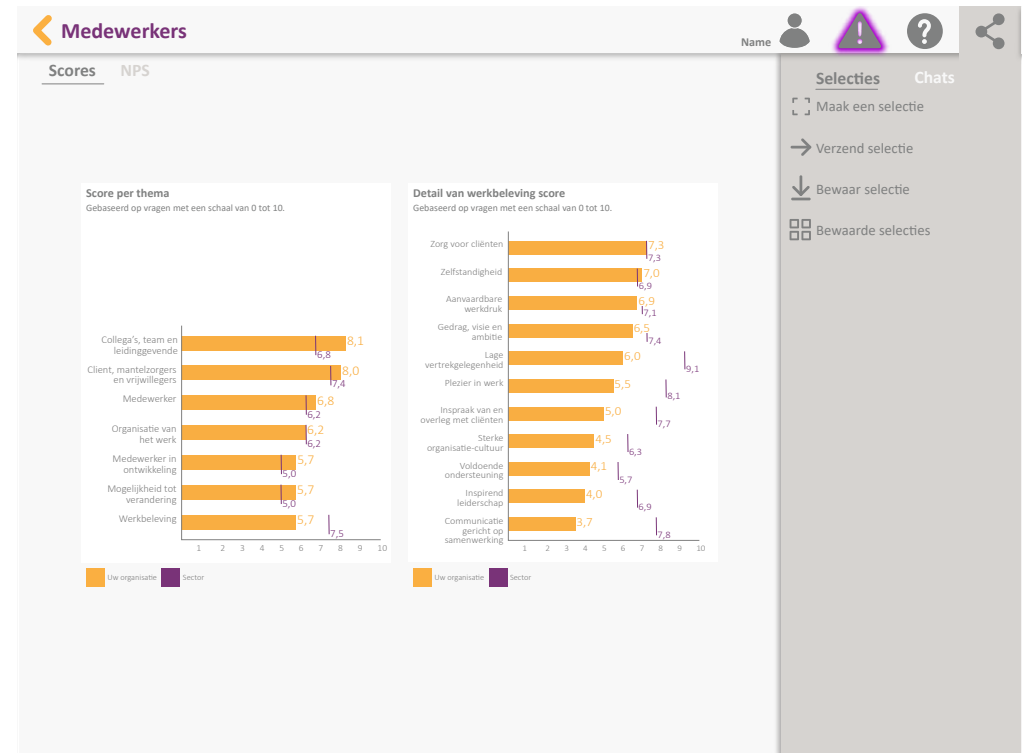 Medewerkers
Name
Scores
NPS
Selecties
Chats
Maak een selectie
Verzend selectie
Bewaar selectie
Bewaarde selecties
Score per thema
Gebaseerd op vragen met een schaal van 0 tot 10.
Collega's, team en
leidinggevende
8,1
6,8
Client, mantelzorgers
en vrijwillegers
8,0
7,4
Medewerker
6,8
6,2
Organisatie van
het werk
6,2
6,2
Medewerker in
ontwikkeling
5,7
5,0
Mogelijkheid tot
verandering
5,7
5,0
Werkbeleving
5,7
7,5
1 2 3 4 5 6 7 8 9 10
Uw organisatie
Sector
Detail van werkbeleving score
Gebaseerd op vragen met een schaal van 0 tot 10.
Zorg voor cliënten
7,3
7,3
Zelfstandigheid
7,0
6,9
Aanvaardbare
werkdruk
6,9
7,1
Gedrag, visie en
ambitie
6,5
7,4
Lage
vertrekgelegenheid
6,0
9,1
Plezier in werk
5,5
8,1
Inspraak van en
overleg met cliënten
5,0
7,7
Sterke
organisatie-cultuur
4,5
6,3
Voldoende
ondersteuning
4,1
5,7
Inspirend
leiderschap
4,0
6,9
Communicatie
gericht op
samenwerking
3,7
7,8
1 2 3 4 5 6 7 8 9 10
Uw organisatie
Sector